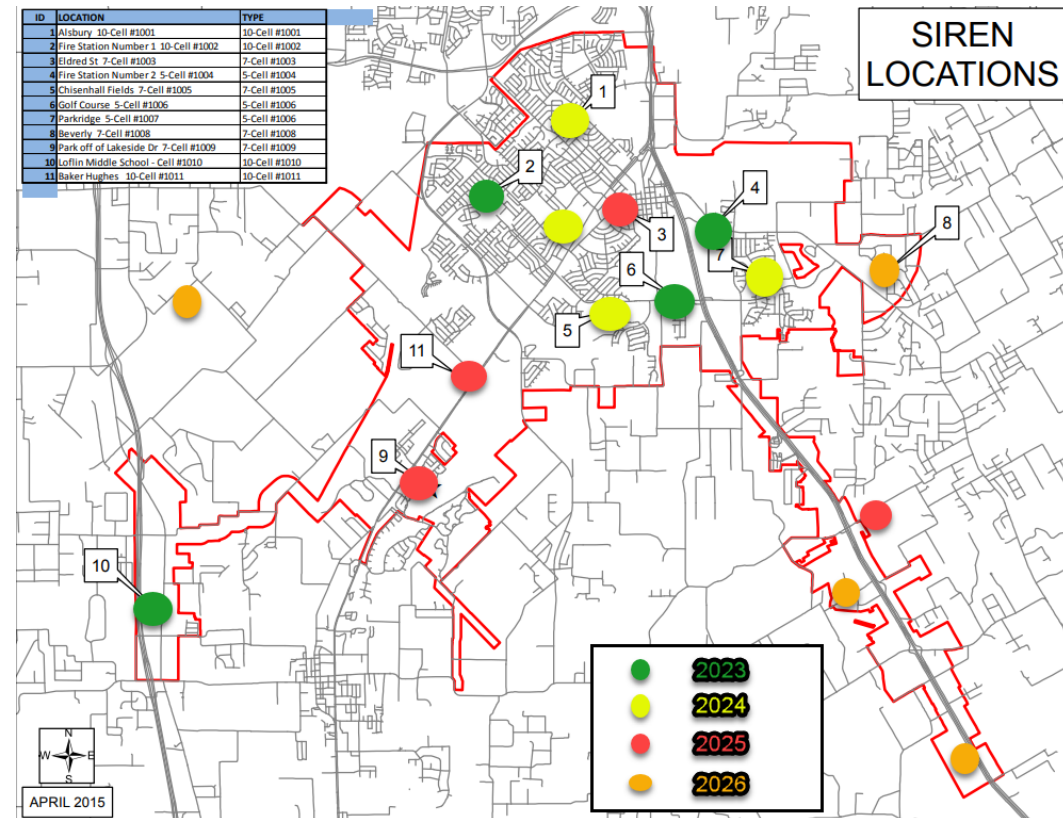 ID LOCATION TYPE
1 Alsbury 10-Cell #1001 10-Cell #1001
2 Fire Station Number 1 10-Cell #1002 10-Cell #1002
3 Eldred St 7-Cell #1003 7-Cell #1003
4 Fire Station Number 2 5-Cell #1004 5-Cell #1004
5 Chisenhall Fields 7-Cell #1005 7-Cell #1005
6 Golf Course 5-Cell #1006 5-Cell #1006
7 Parkridge 5-Cell #1007 5-Cell #1006
8 Beverly 7-Cell #1008 7-Cell #1008
9 Park off of Lakeside Dr 7-Cell #1009 7-Cell #1009
10 Loflin Middle School - Cell #1010 10-Cell #1010
11 Baker Hughes 10-Cell #1011 10-Cell #1011
SIREN
LOCATIONS
1
2
4
3
8
7
6
5
11
9
10
2023
2024
2025
2026
N
W E
S
APRIL 2015